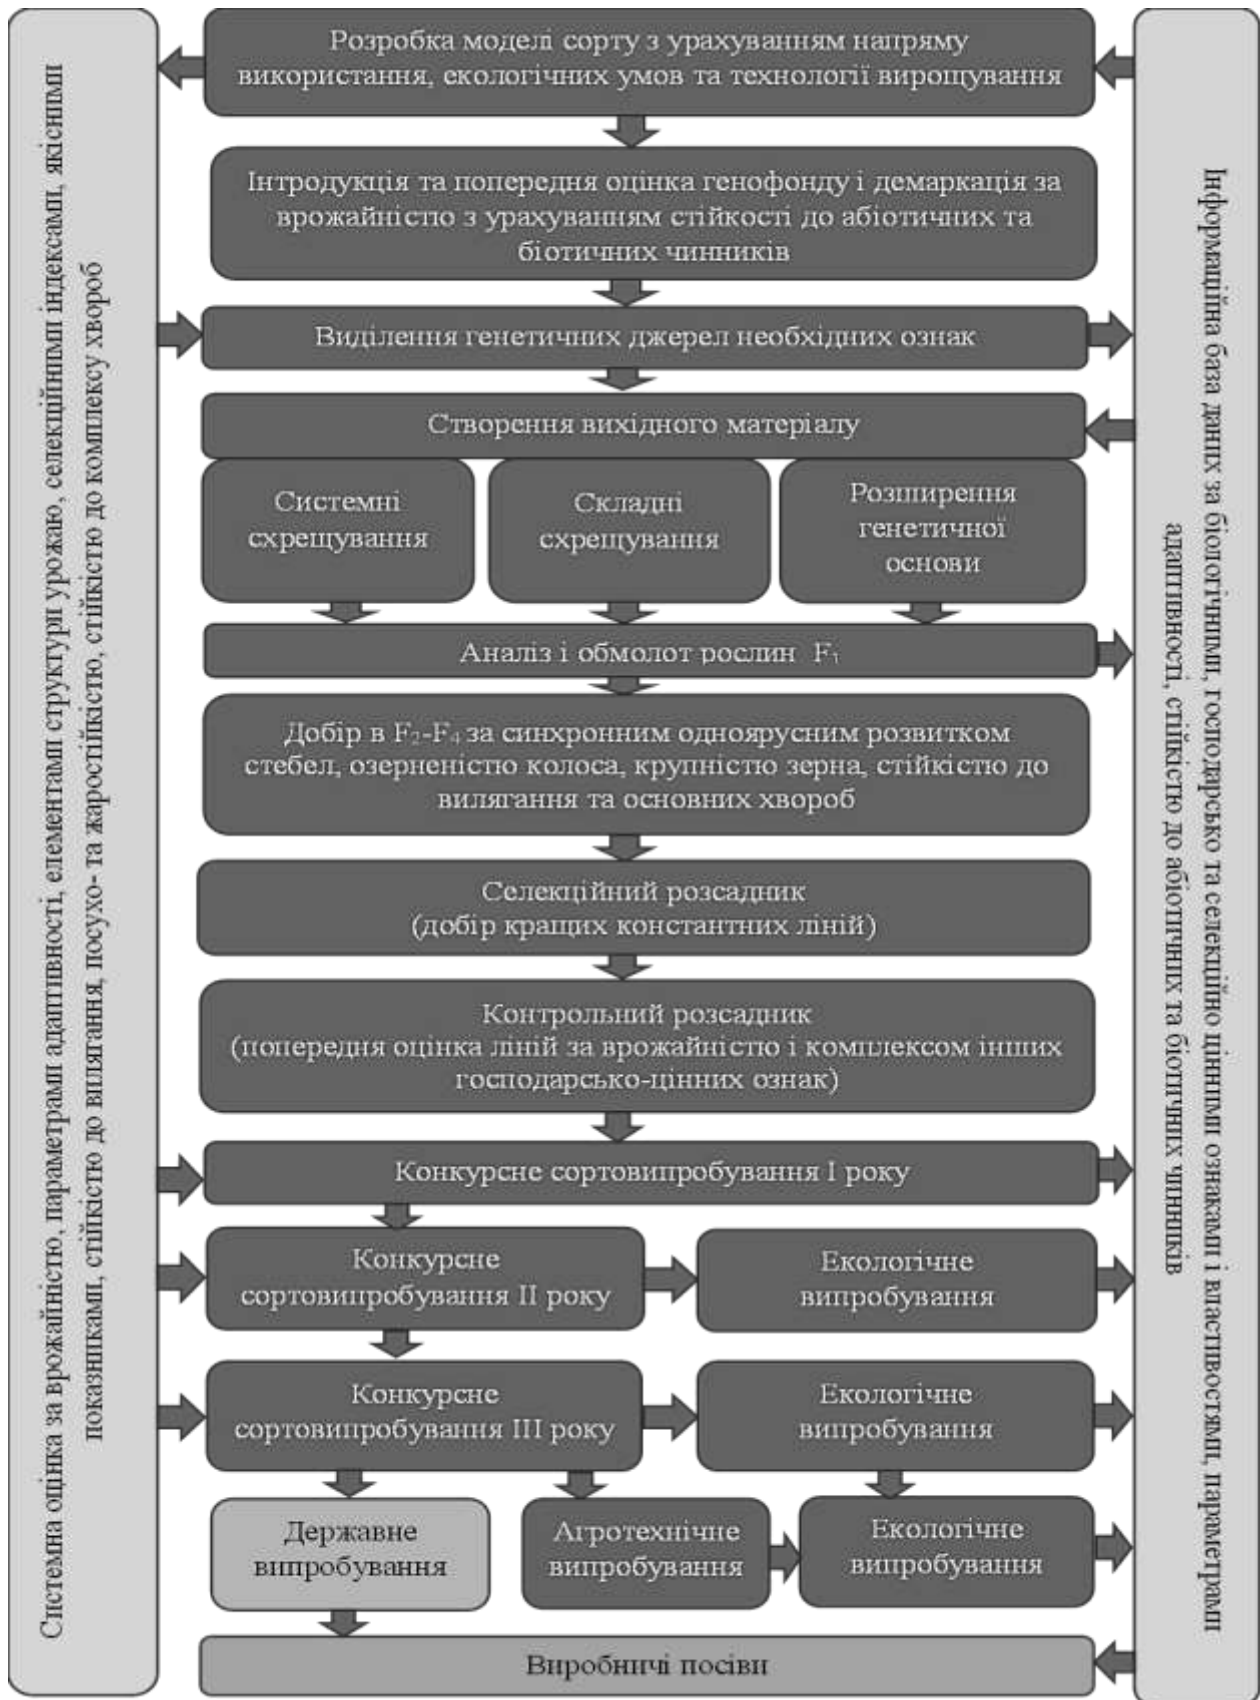 Системна оцінка за врожайністю, параметрами адаптивності, елементами структури урожаю, селекційними індексами, якісними
показниками, стійкістю до вилягання, посухо- та жаростійкістю, стійкістю до комплексу хвороб
Розробка моделі сорту з урахуванням напряму
використання, екологічних умов та технології вирощування
Інтродукція та попередня оцінка генофонду і демаркація за
врожайністю з урахуванням стійкості до абіотичних та
біотичних чинників
Виділення генетичних джерел необхідних ознак
Створення вихідного матеріалу
Системні
схрещування
Складні
схрещування
Розширення
генетичної
основи
Аналіз і обмолот рослин F₁
Добір в F₂-F₄ за синхронним одноярусним розвитком
стебел, озерненістю колоса, крупністю зерна, стійкістю до
вилягання та основних хвороб
Селекційний розсадник
(добір кращих константних ліній)
Контрольний розсадник
(попередня оцінка ліній за врожайністю і комплексом інших
господарсько-цінних ознак)
Конкурсне сортовипробування I року
Конкурсне
сортовипробування II року
Екологічне
випробування
Конкурсне
сортовипробування III року
Екологічне
випробування
Державне
випробування
Агротехнічне
випробування
Екологічне
випробування
Виробничі посіви
Інформаційна база даних за біологічними, господарсько та селекційно цінними ознаками і властивостями, параметрами
адаптивності, стійкістю до абіотичних та біотичних чинників